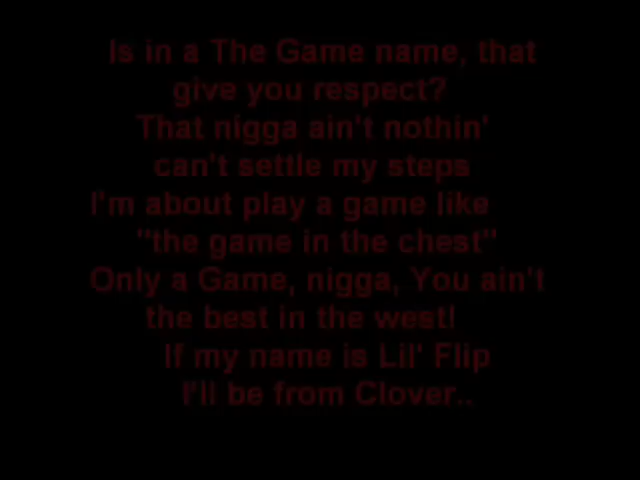 Is in a The Game name, that
give you respect?
That nigga ain't nothin'
can't settle my steps
I'm about play a game like
"the game in the chest"
Only a Game, nigga, You ain't
the best in the west!
If my name is Lil' Flip
I'll be from Clover..